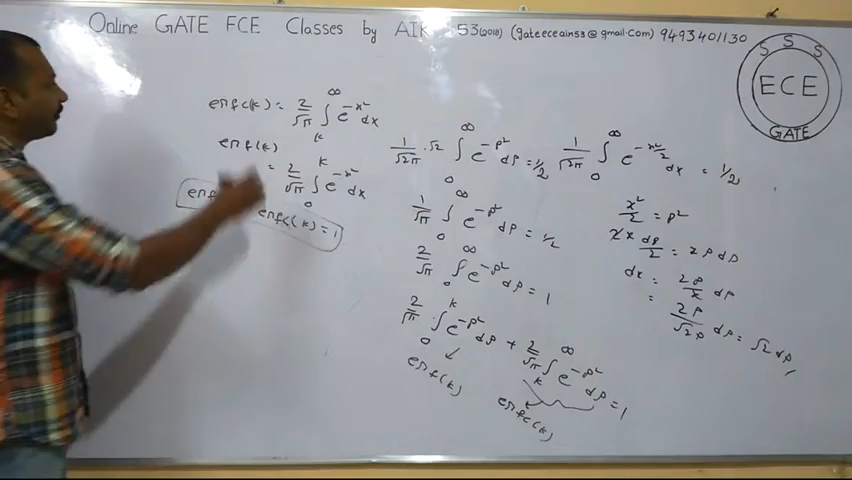 Online GATE ECE Classes by AIR 53(2018) (gateeceair53@gmail.com) 9493401130
SSS
ECE
GATE
erfc(k) = 2/√π ∫_k^∞ e^-x² dx
erf(k)
= 2/√π ∫_0^k e^-x² dx
erfc(k) = 1
1/√2π · √2 ∫_0^∞ e^-p² dp = 1/2
1/√π ∫_0^∞ e^-p² dp = 1/2
2/√π ∫_0^∞ e^-p² dp = 1
2/√π ∫_0^k e^-p² dp + 2/√π ∫_k^∞ e^-p² dp = 1
erf(k)
erfc(k)
1/√2π ∫_0^∞ e^-x²/2 dx = 1/2
x²/2 = p²
= 2p dp
dx = 2p/x dp
= 2p/√2p dp = √2 dp